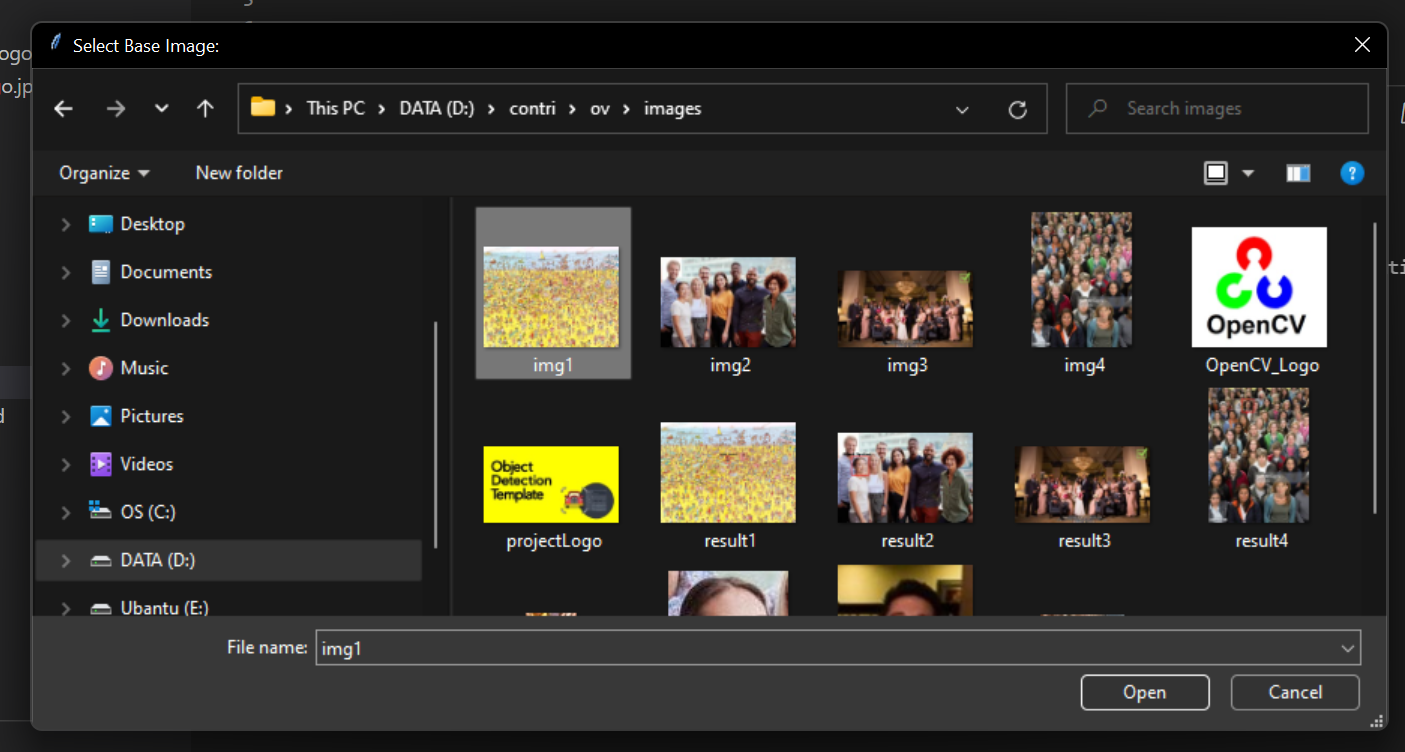 5
ogo
o.jp
d
ti
Select Base Image:
This PC > DATA (D:) > contri > ov > images
Search images
Organize
New folder
?
Desktop
Documents
Downloads
Music
Pictures
Videos
OS (C:)
DATA (D:)
Ubantu (E:)
OpenCV
img1
img2
img3
img4
OpenCV_Logo
Object
Detection
Template
projectLogo
result1
result2
result3
result4
File name:
img1
Open
Cancel